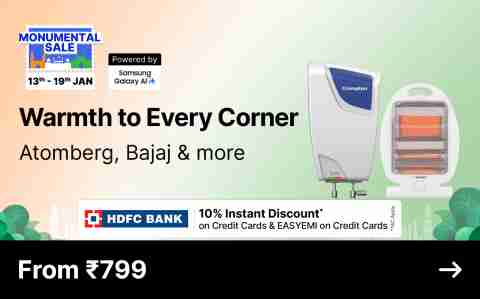 MONUMENTAL
SALE
13th - 19th JAN
Powered by
Samsung
Galaxy AI
Warmth to Every Corner
Atomberg, Bajaj & more
Crompton
HDFC BANK
10% Instant Discount*
on Credit Cards & EASYEMI on Credit Cards
*T&C Apply
From ₹799